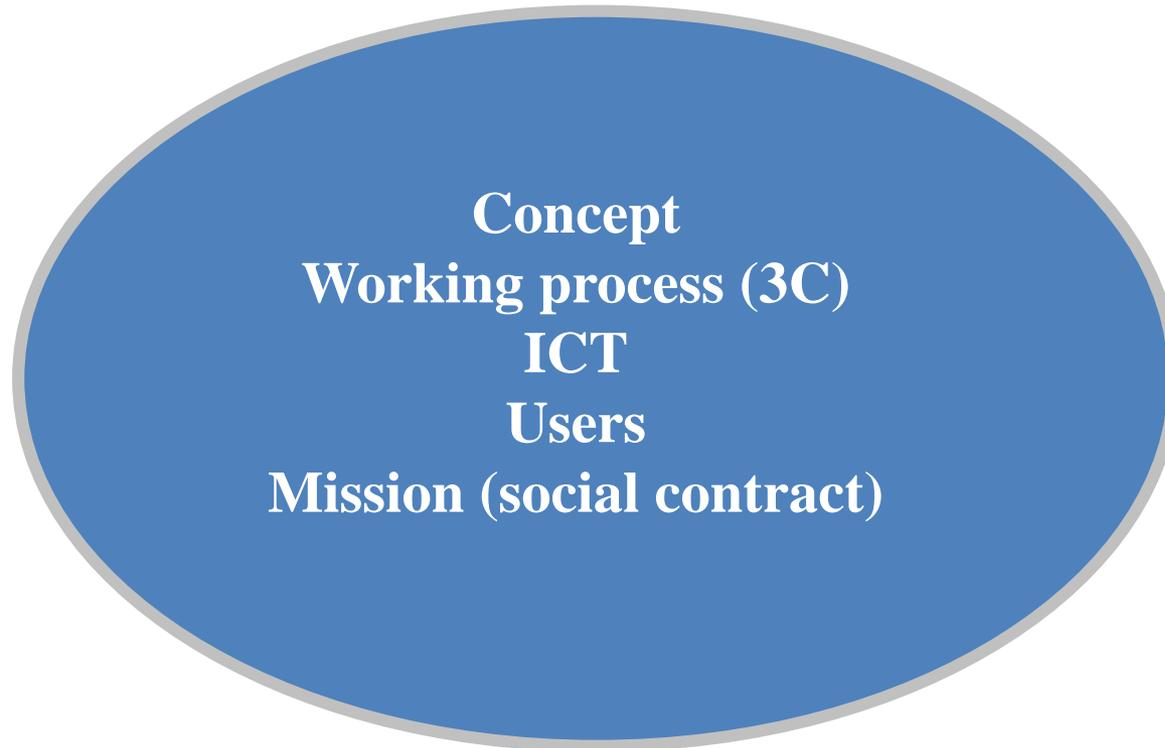 Concept
Working process (3C)
ICT
Users
Mission (social contract)